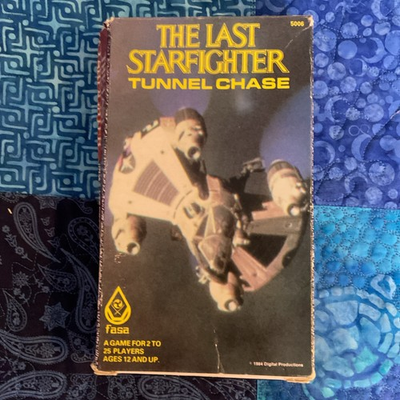 5006
THE LAST
STARFIGHTER
TUNNEL CHASE
fasa
A GAME FOR 2 TO
25 PLAYERS
AGES 12 AND UP.
© 1984 Digital Productions